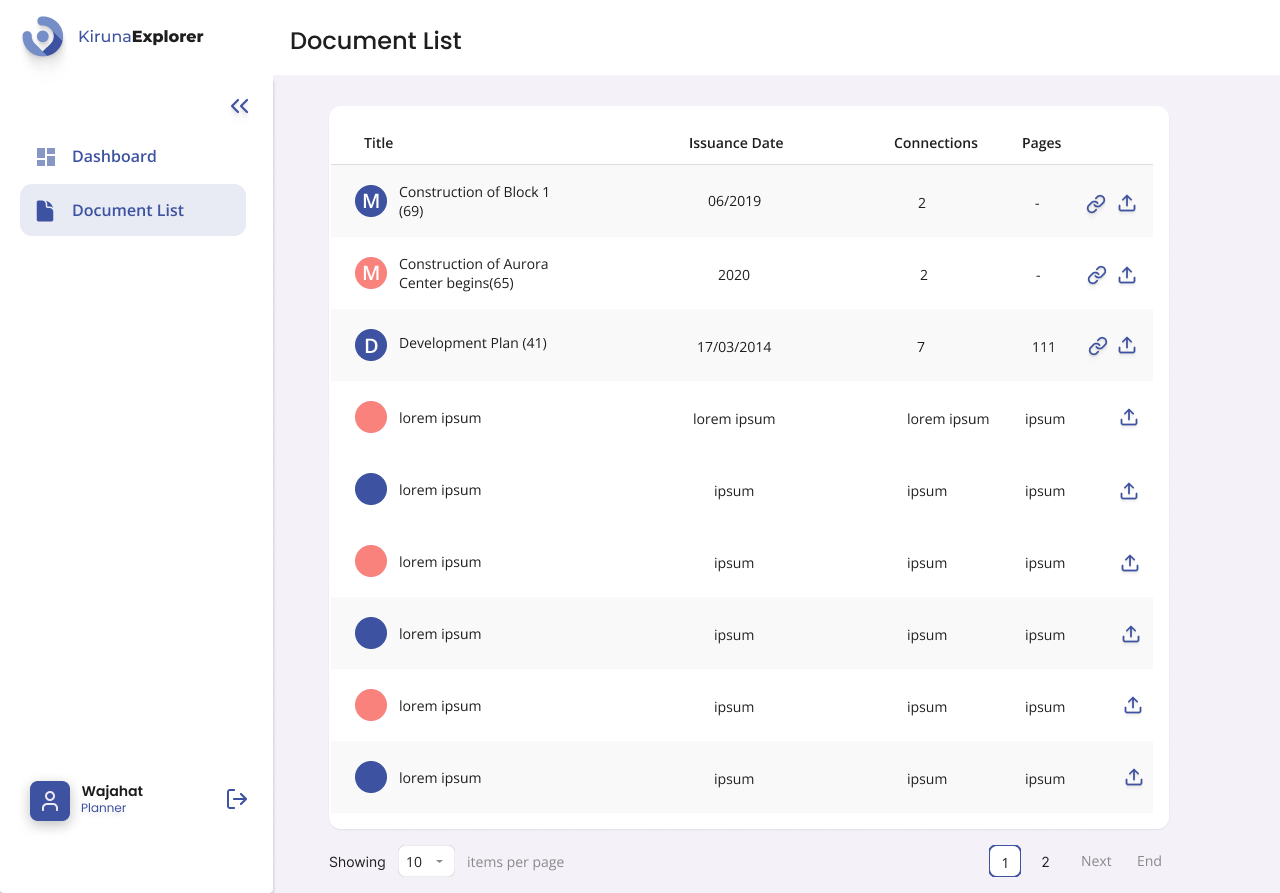 KirunaExplorer
Document List
Dashboard
Document List
Title Issuance Date Connections Pages
M Construction of Block 1
(69) 06/2019 2 -
M Construction of Aurora
Center begins(65) 2020 2 -
D Development Plan (41) 17/03/2014 7 111
lorem ipsum lorem ipsum lorem ipsum ipsum
lorem ipsum ipsum ipsum ipsum
lorem ipsum ipsum ipsum ipsum
lorem ipsum ipsum ipsum ipsum
lorem ipsum ipsum ipsum ipsum
lorem ipsum ipsum ipsum ipsum
Wajahat
Planner
Showing 10 items per page 1 2 Next End